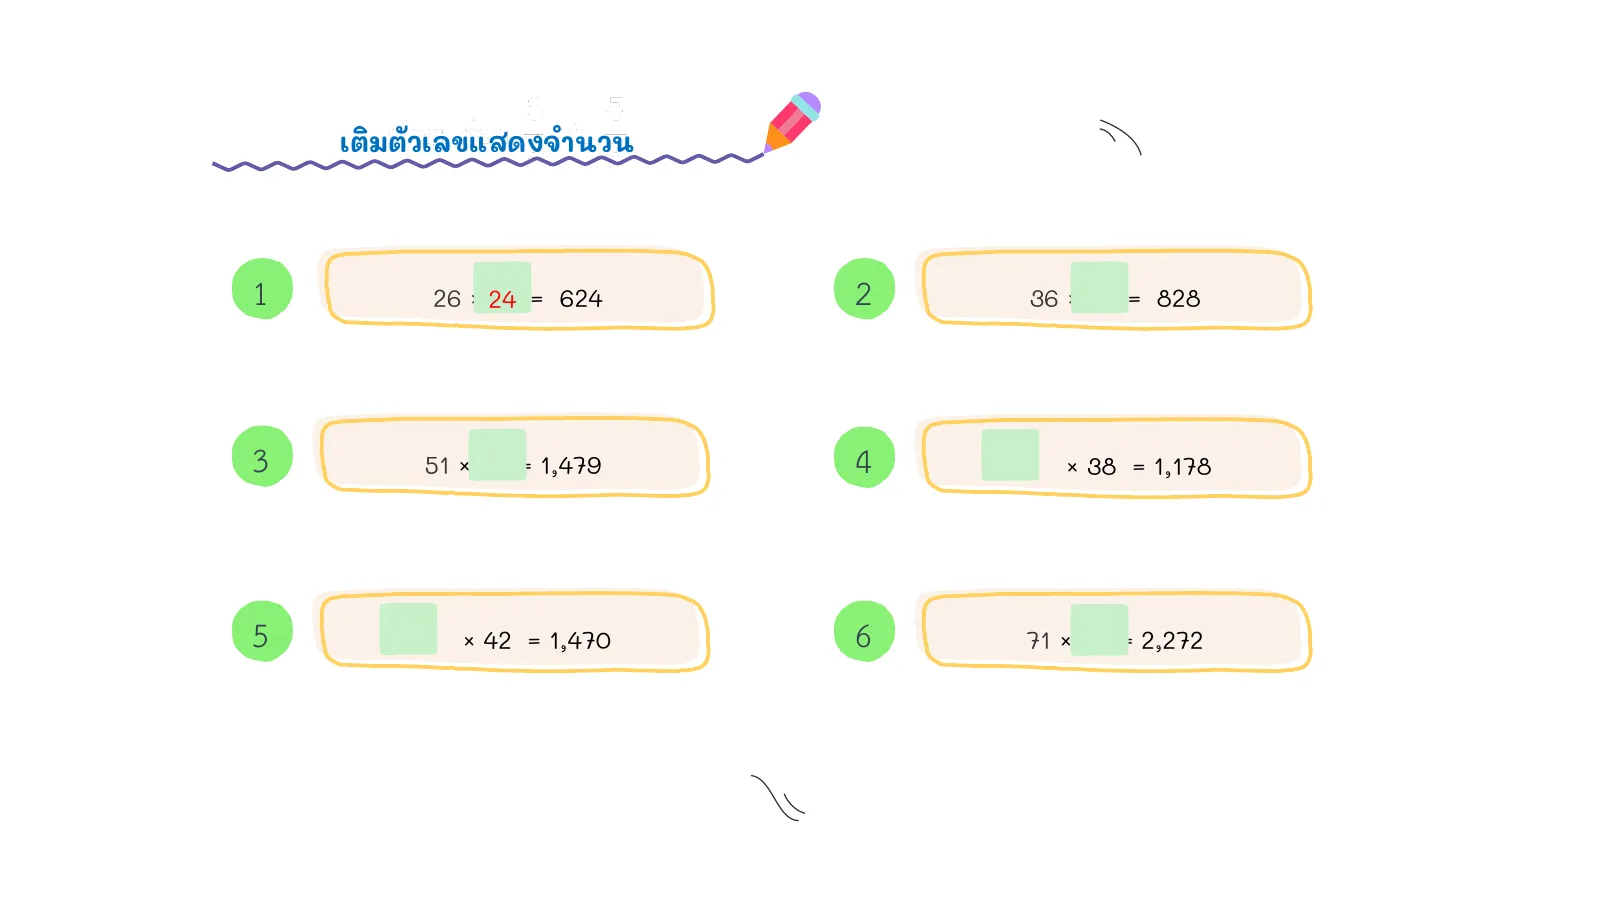 เติมตัวเลขแสดงจำนวน
1 26 × 24 = 624
2 36 × = 828
3 51 × = 1,479
4 × 38 = 1,178
5 × 42 = 1,470
6 71 × = 2,272